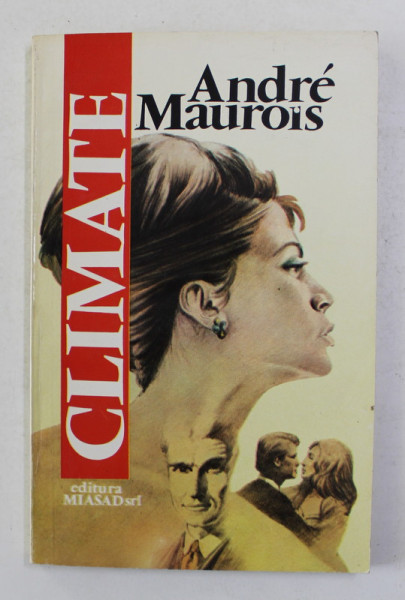 André
Maurois
CLIMATE
editura
MIASAD srl